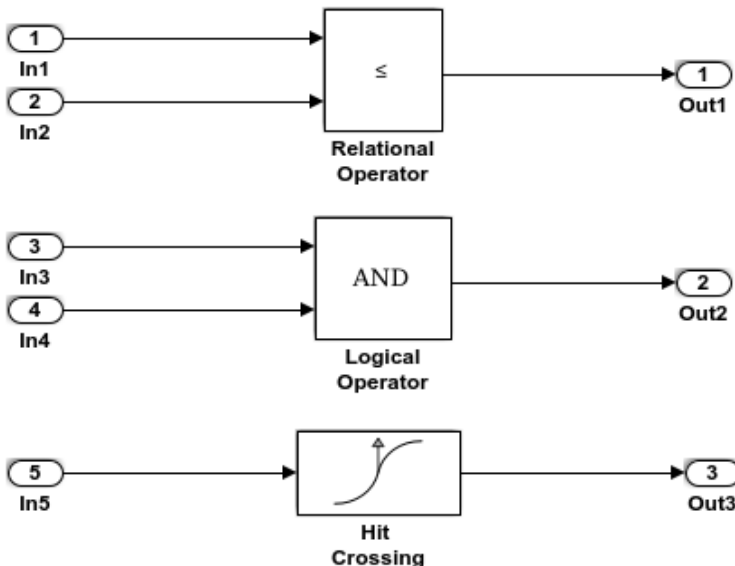 1
In1
2
In2
≤
Relational
Operator
1
Out1
3
In3
4
In4
AND
Logical
Operator
2
Out2
5
In5
Hit
Crossing
3
Out3